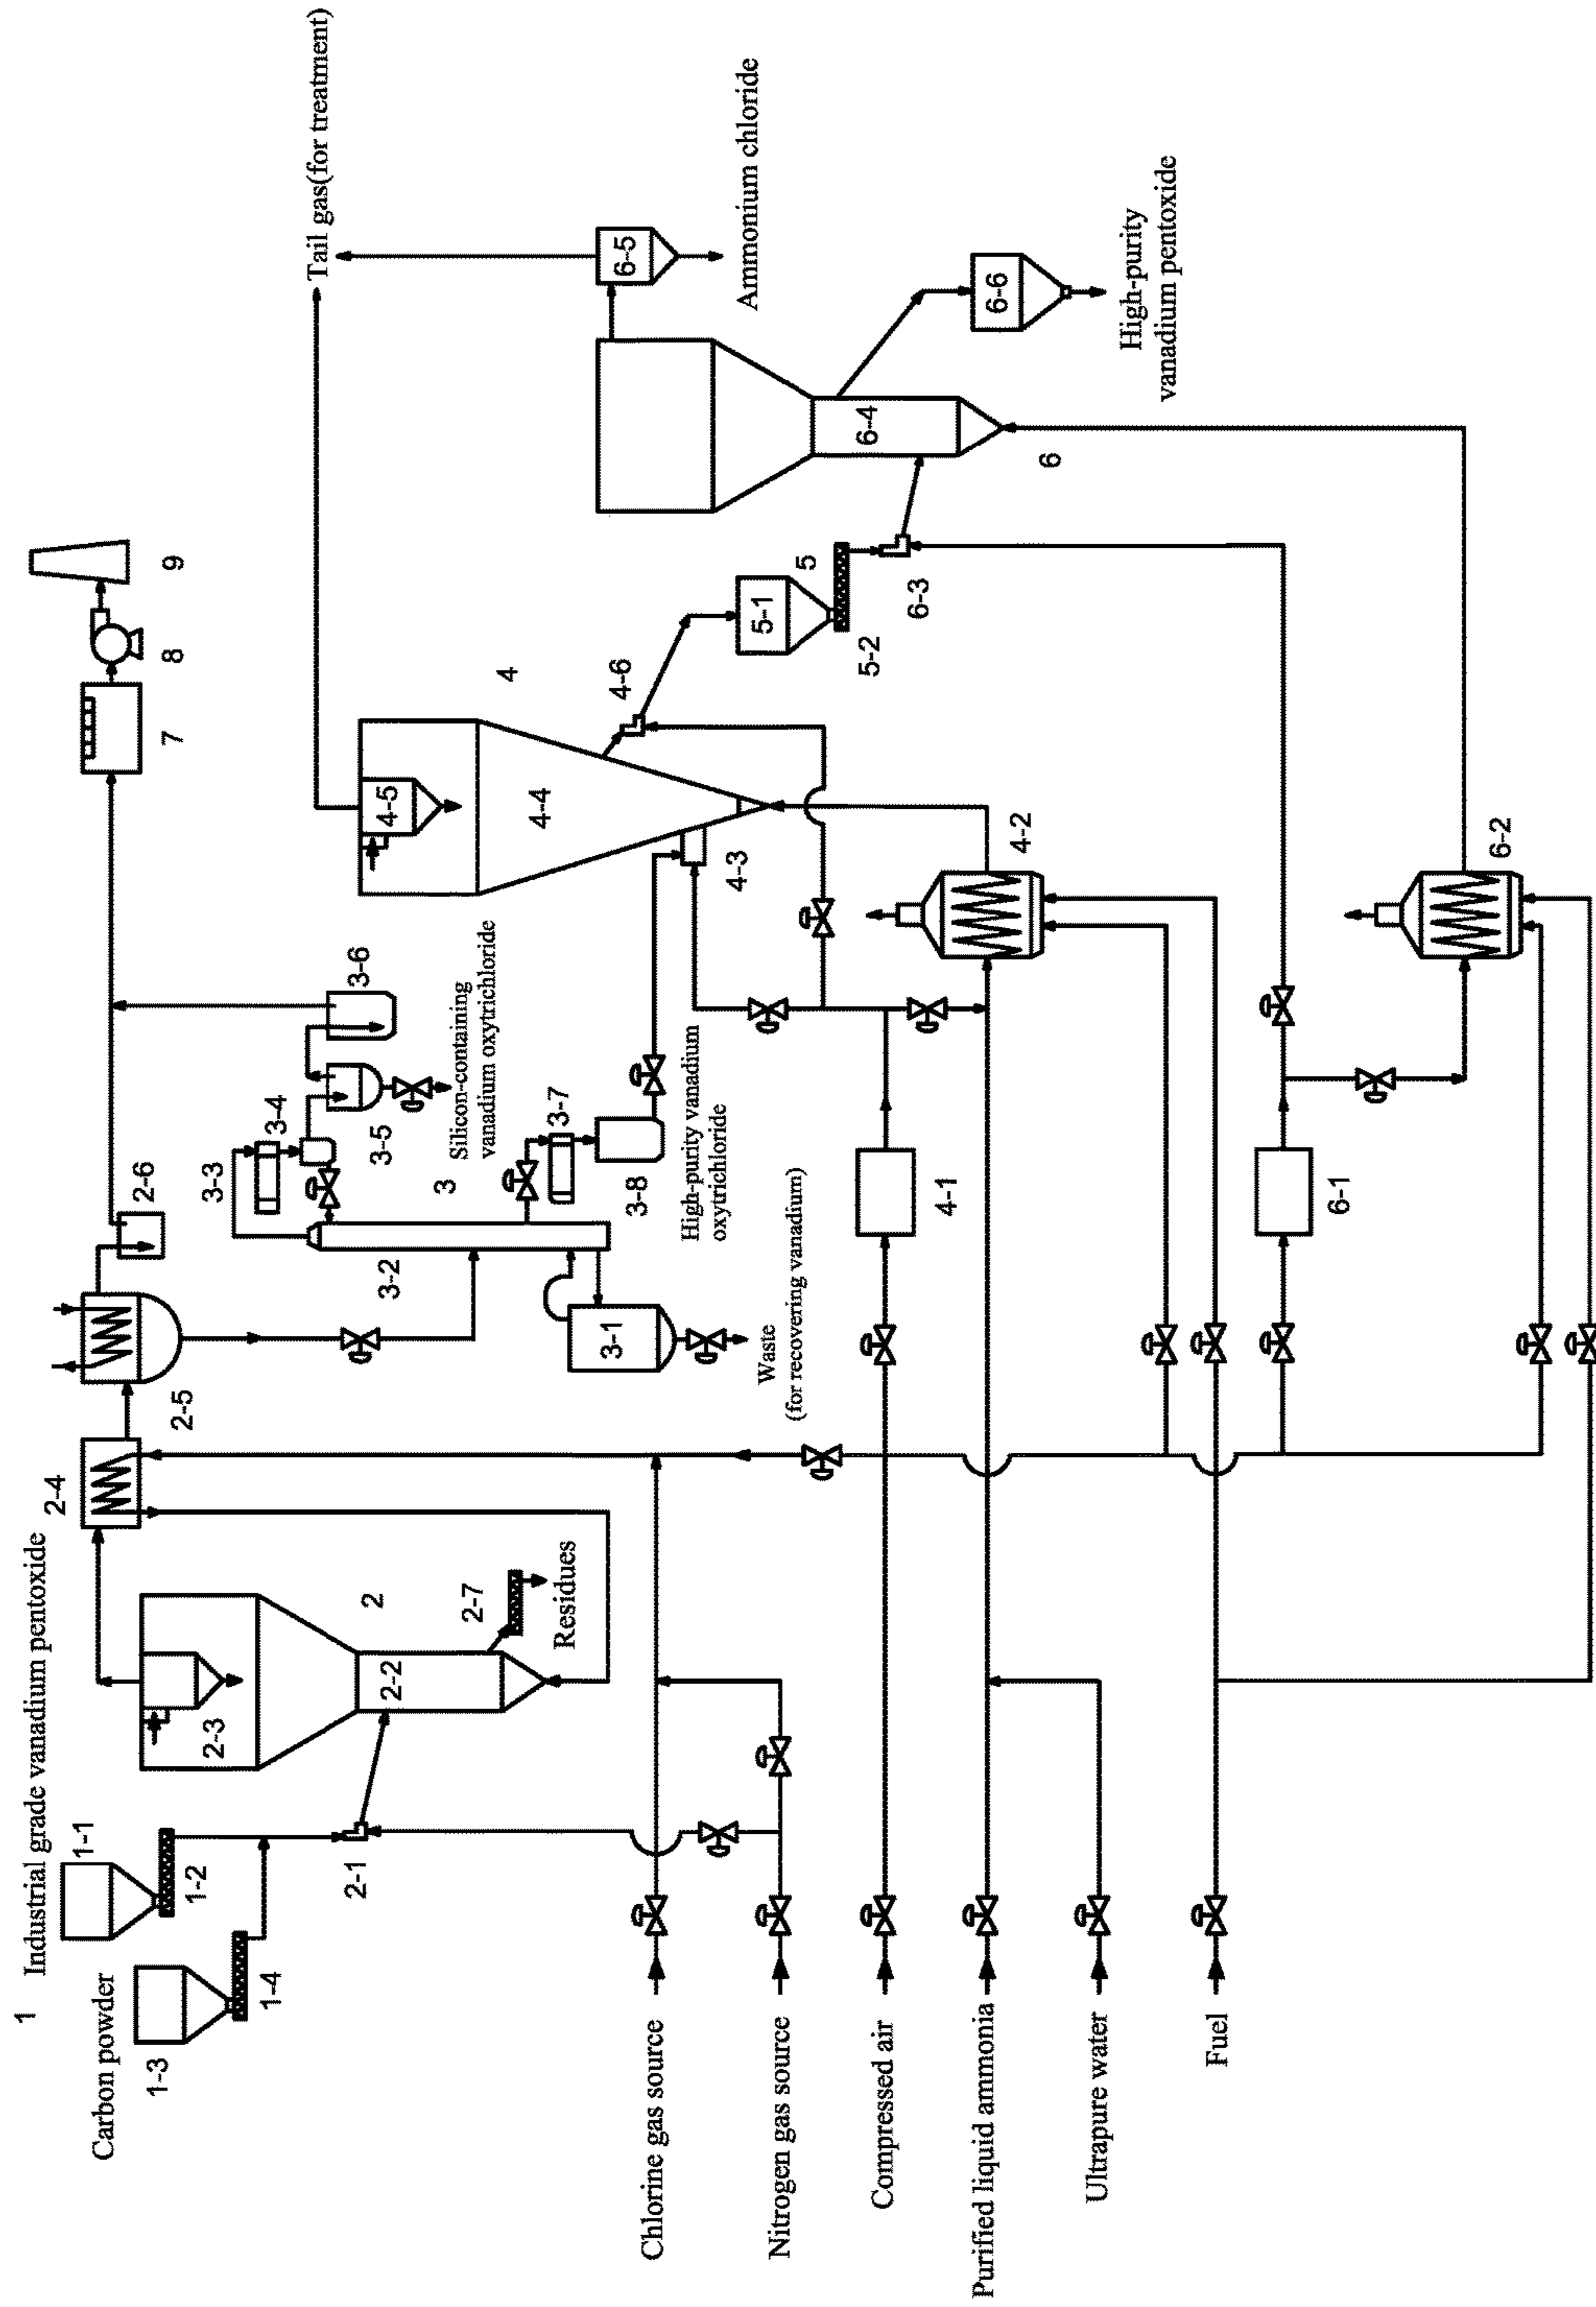 1
Industrial grade vanadium pentoxide
Carbon powder
1-1
1-2
1-3
1-4
2-1
2-2
2-3
2
2-7
Residues
2-4
2-5
2-6
3-1
Waste
(for recovering vanadium)
3-2
3
3-3
3-4
3-5
3-6
Silicon-containing
vanadium oxytrichloride
3-7
3-8
High-purity vanadium
oxytrichloride
7
8
9
Tail gas(for treatment)
4-5
4-4
4
4-3
4-6
4-1
4-2
5-1
5
5-2
6-3
6-4
6
6-5
Ammonium chloride
6-6
High-purity
vanadium pentoxide
6-1
6-2
Chlorine gas source
Nitrogen gas source
Compressed air
Purified liquid ammonia
Ultrapure water
Fuel